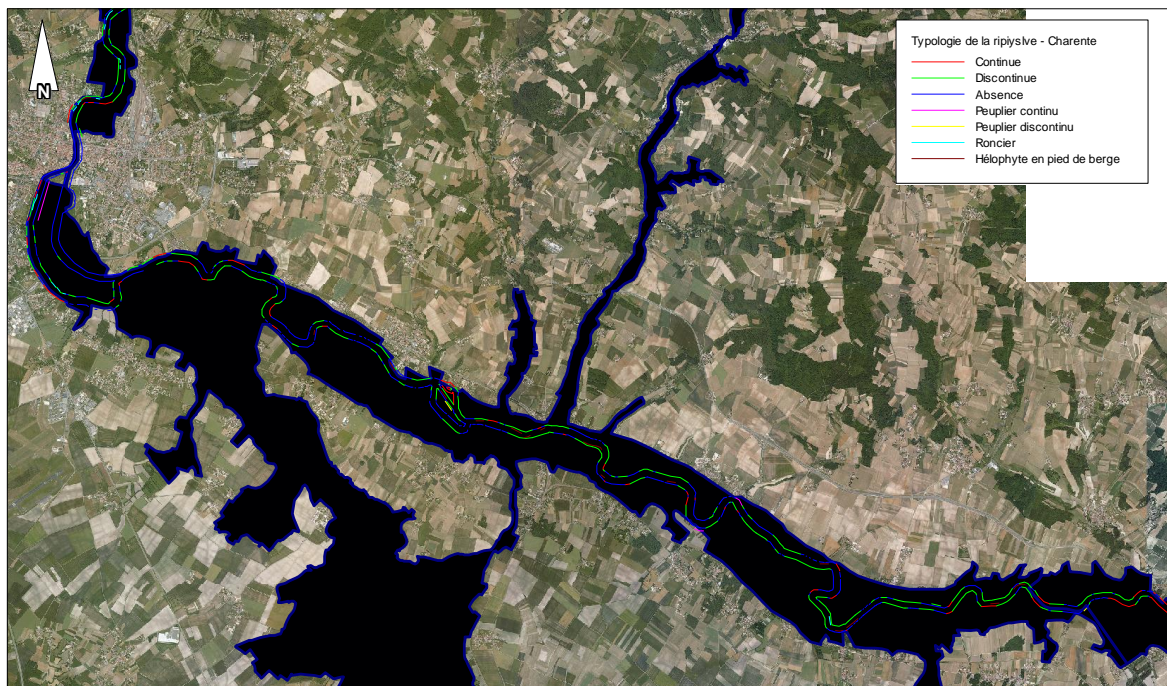 N
Typologie de la ripiyslve - Charente
Continue
Discontinue
Absence
Peuplier continu
Peuplier discontinu
Roncier
Hélophyte en pied de berge